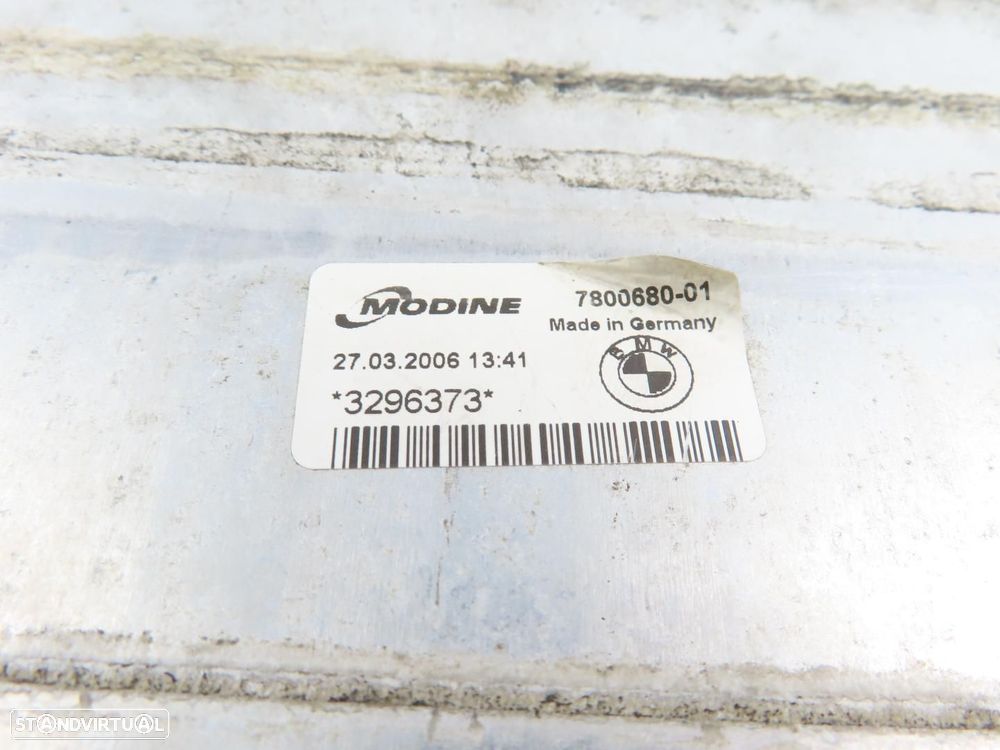 MODINE
7800680-01
Made in Germany
27.03.2006 13:41
BMW
*3296373*
STANDVIRTUAL